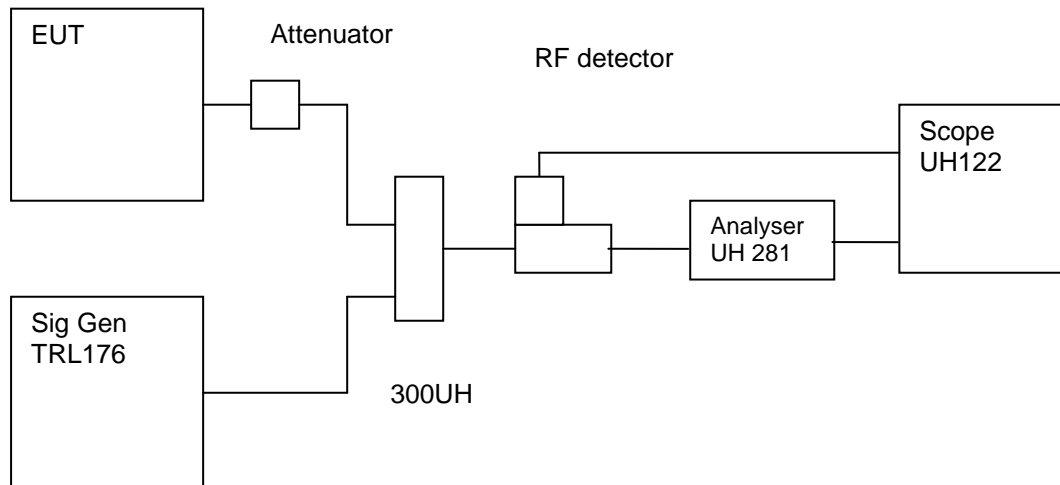 EUT
Attenuator
RF detector
Scope
UH122
Analyser
UH 281
Sig Gen
TRL176
300UH